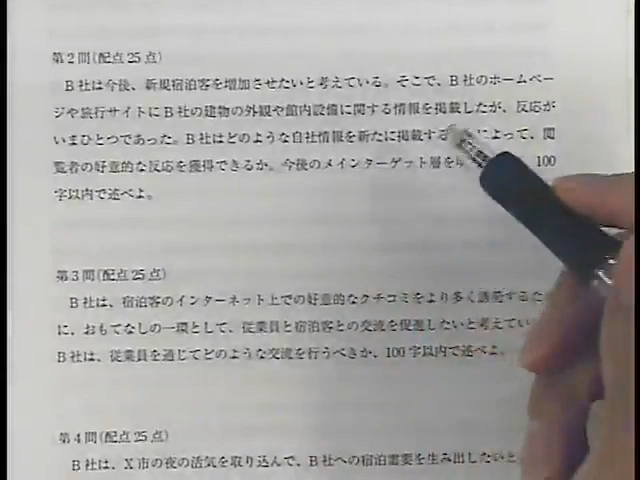 第2問(配点25点)
B社は今後、新規宿泊客を増加させたいと考えている。そこで、B社のホームペー
ジや旅行サイトにB社の建物の外観や館内設備に関する情報を掲載したが、反応が
いまひとつであった。B社はどのような自社情報を新たに掲載する によって、閲
覧者の好意的な反応を獲得できるか。今後のメインターゲット層を 100
字以内で述べよ。
第3問(配点25点)
B社は、宿泊客のインターネット上での好意的なクチコミをより多く誘発するた
に、おもてなしの一環として、従業員と宿泊客との交流を促進したいと考えてい
B社は、従業員を通じてどのような交流を行うべきか、100字以内で述べよ。
第4問(配点25点)
B社は、X市の夜の活気を取り込んで、B社への宿泊需要を生み出したいと